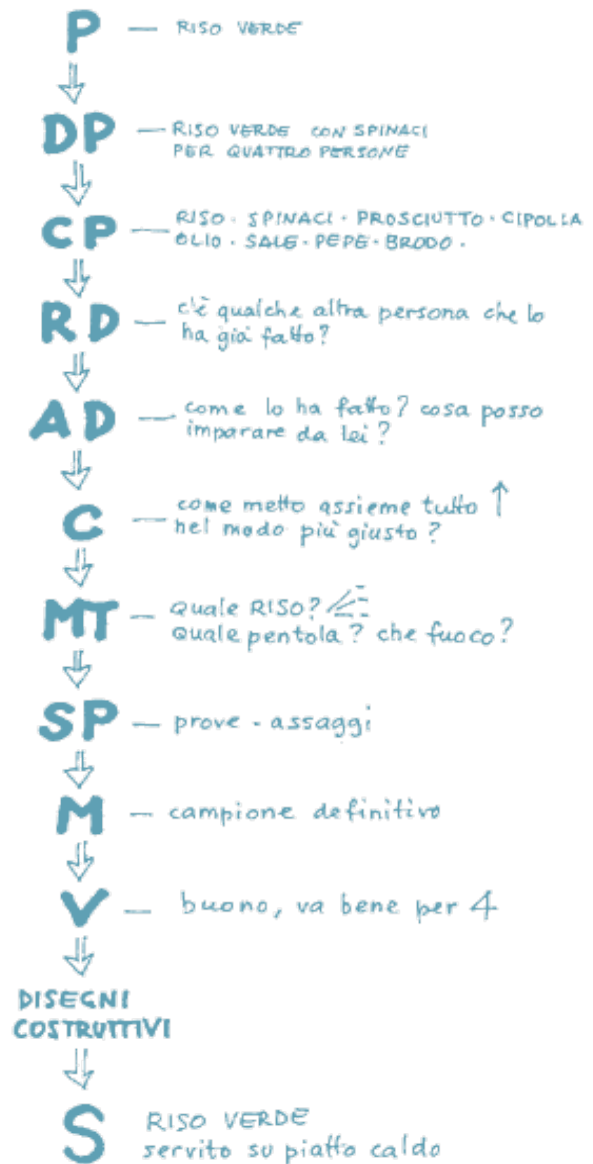 P — RISO VERDE
DP — RISO VERDE CON SPINACI
PER QUATTRO PERSONE
CP — RISO · SPINACI · PROSCIUTTO · CIPOLLA
OLIO · SALE · PEPE · BRODO ·
RD — c'è qualche altra persona che lo
ha già fatto?
AD — come lo ha fatto? cosa posso
imparare da lei?
C — come metto assieme tutto ↑
nel modo più giusto?
MT — Quale RISO?
Quale pentola? che fuoco?
SP — prove - assaggi
M — campione definitivo
V — buono, va bene per 4
DISEGNI
COSTRUTTIVI
S RISO VERDE
servito su piatto caldo